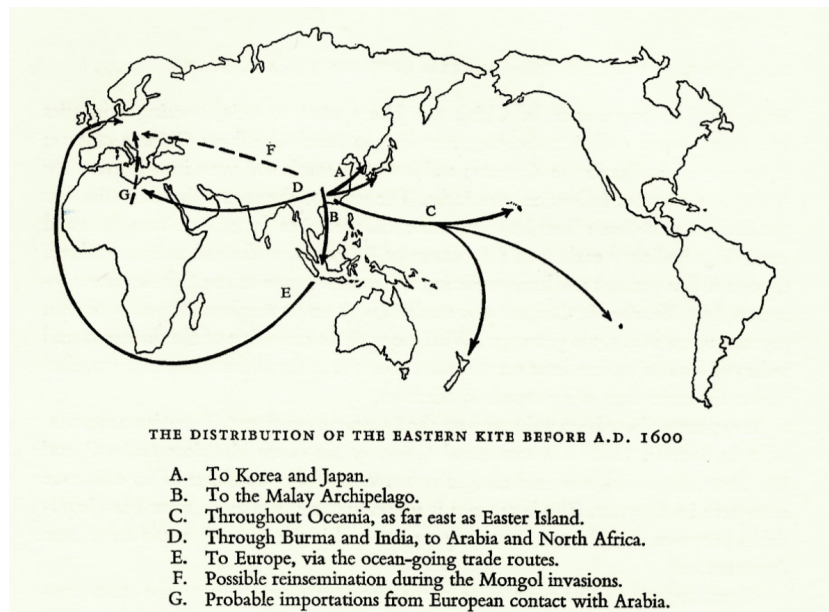 F
A
D
G
B
C
E
THE DISTRIBUTION OF THE EASTERN KITE BEFORE A.D. 1600
A. To Korea and Japan.
B. To the Malay Archipelago.
C. Throughout Oceania, as far east as Easter Island.
D. Through Burma and India, to Arabia and North Africa.
E. To Europe, via the ocean-going trade routes.
F. Possible reinsemination during the Mongol invasions.
G. Probable importations from European contact with Arabia.